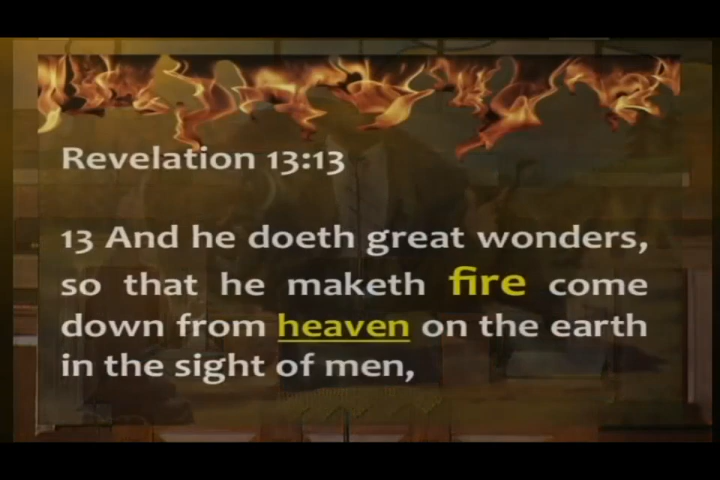 Revelation 13:13
13 And he doeth great wonders,
so that he maketh fire come
down from heaven on the earth
in the sight of men,